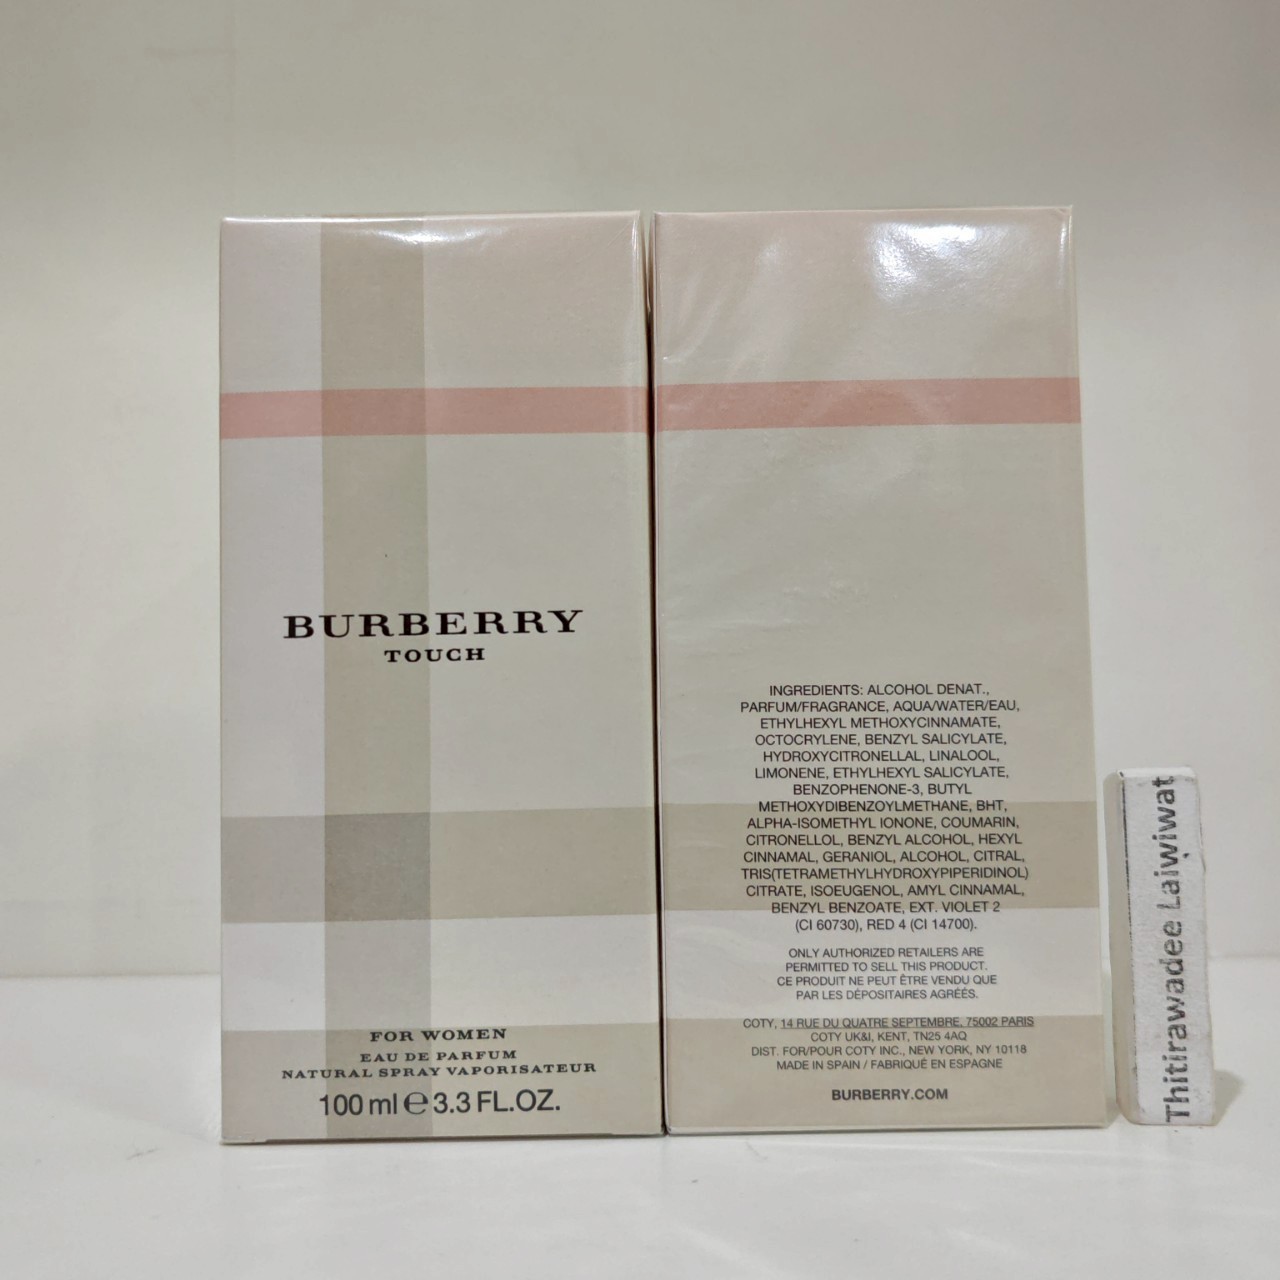 BURBERRY
TOUCH
FOR WOMEN
EAU DE PARFUM
NATURAL SPRAY VAPORISATEUR
100 ml ℮ 3.3 FL.OZ.
INGREDIENTS: ALCOHOL DENAT.,
PARFUM/FRAGRANCE, AQUA/WATER/EAU,
ETHYLHEXYL METHOXYCINNAMATE,
OCTOCRYLENE, BENZYL SALICYLATE,
HYDROXYCITRONELLAL, LINALOOL,
LIMONENE, ETHYLHEXYL SALICYLATE,
BENZOPHENONE-3, BUTYL
METHOXYDIBENZOYLMETHANE, BHT,
ALPHA-ISOMETHYL IONONE, COUMARIN,
CITRONELLOL, BENZYL ALCOHOL, HEXYL
CINNAMAL, GERANIOL, ALCOHOL, CITRAL,
TRIS(TETRAMETHYLHYDROXYPIPERIDINOL)
CITRATE, ISOEUGENOL, AMYL CINNAMAL,
BENZYL BENZOATE, EXT. VIOLET 2
(CI 60730), RED 4 (CI 14700).
ONLY AUTHORIZED RETAILERS ARE
PERMITTED TO SELL THIS PRODUCT.
CE PRODUIT NE PEUT ÊTRE VENDU QUE
PAR LES DÉPOSITAIRES AGRÉÉS.
COTY, 14 RUE DU QUATRE SEPTEMBRE, 75002 PARIS
COTY UK&I, KENT, TN25 4AQ
DIST. FOR/POUR COTY INC., NEW YORK, NY 10118
MADE IN SPAIN / FABRIQUÉ EN ESPAGNE
BURBERRY.COM
Thitirawadee Laiwiwat